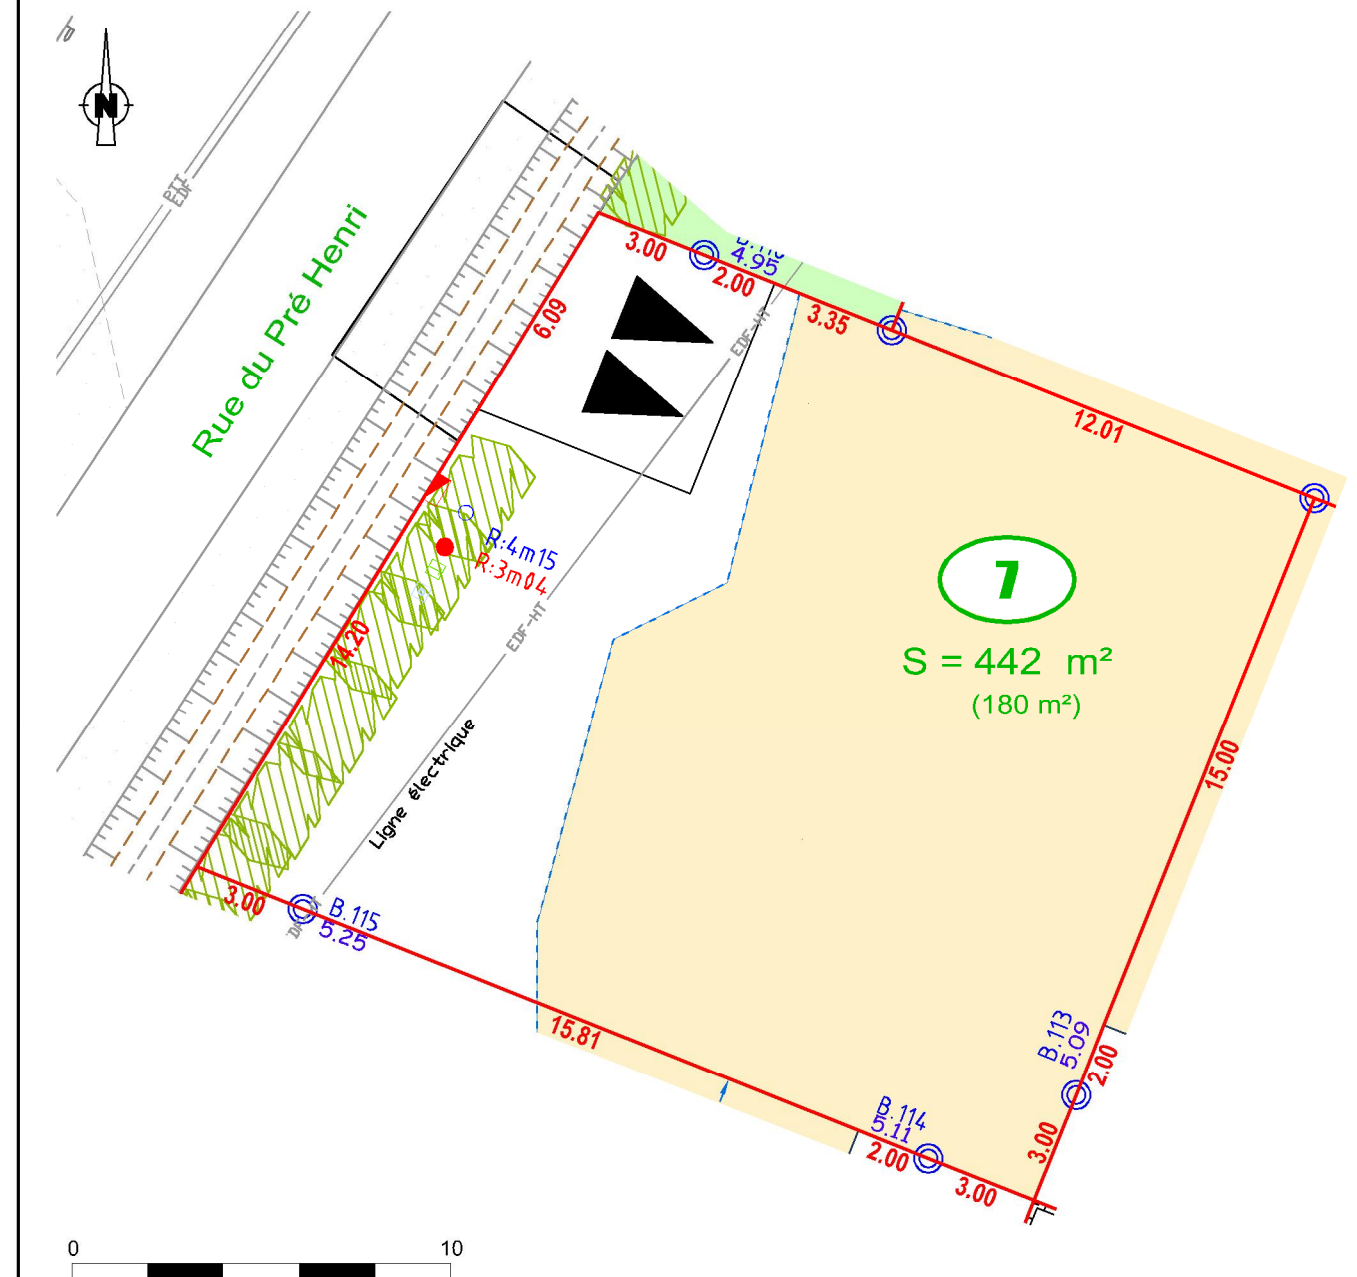 N
PTT
EDF
Rue du Pré Henri
3.00
4.95
2.00
3.35
6.09
EDF-HT
12.01
R:4m15
R:3m04
7
S = 442 m²
(180 m²)
14.20
EDF-HT
Ligne électrique
15.00
3.00
B.115
5.25
15.81
B.113
5.09
2.00
B.114
5.11
2.00
3.00
3.00
0
10